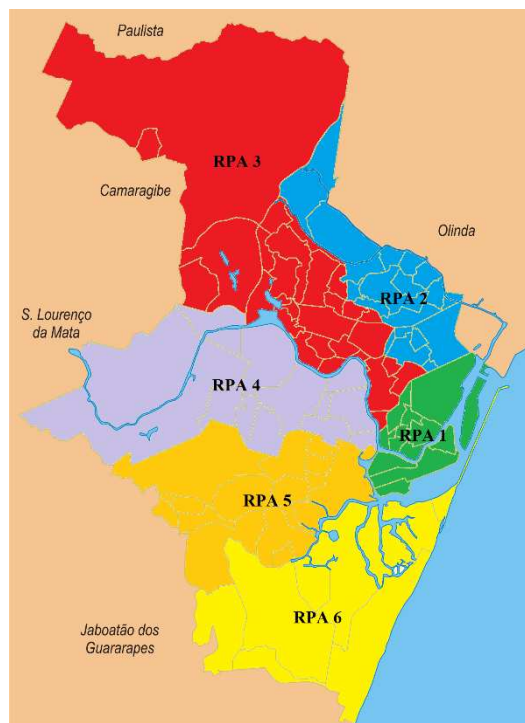 Paulista
RPA 3
Camaragibe
Olinda
RPA 2
S. Lourenço
da Mata
RPA 4
RPA 1
RPA 5
RPA 6
Jaboatão dos
Guararapes